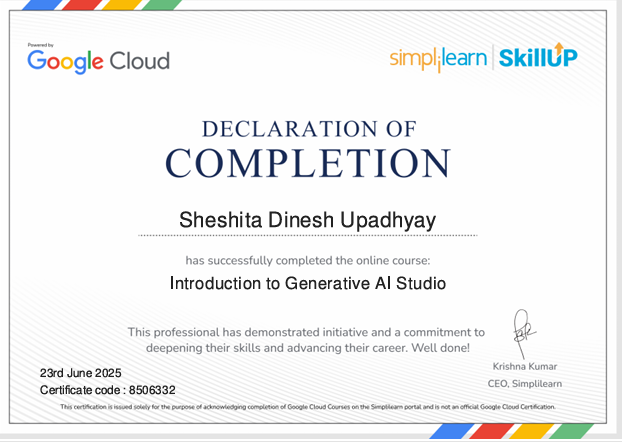 Powered by
Google Cloud
simplilearn | SkillUP
DECLARATION OF
COMPLETION
Sheshita Dinesh Upadhyay
has successfully completed the online course:
Introduction to Generative AI Studio
This professional has demonstrated initiative and a commitment to
deepening their skills and advancing their career. Well done!
23rd June 2025
Certificate code : 8506332
Krishna Kumar
CEO, Simplilearn
This certification is issued solely for the purpose of acknowledging completion of Google Cloud Courses on the Simplilearn portal and is not an official Google Cloud Certification.